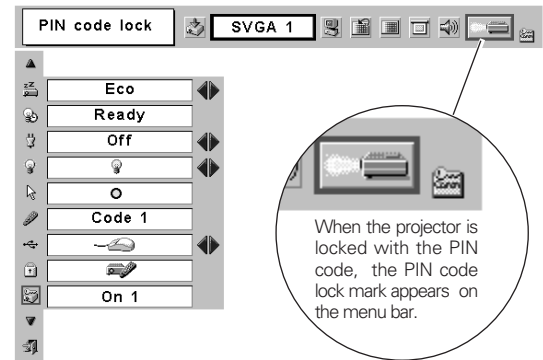 PIN code lock
SVGA 1
Eco
Ready
Off
Code 1
On 1
When the projector is
locked with the PIN
code, the PIN code
lock mark appears on
the menu bar.